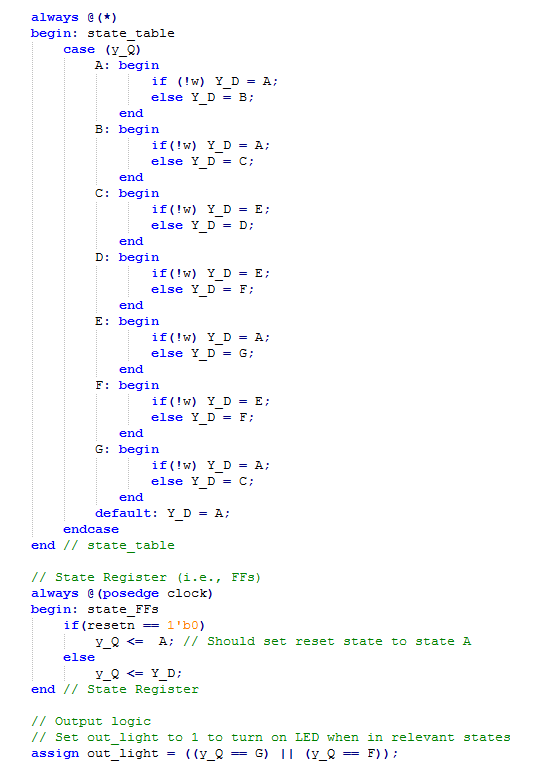 always @(*)
begin: state_table
    case (y_Q)
        A: begin
               if (!w) Y_D = A;
               else Y_D = B;
           end
        B: begin
               if(!w) Y_D = A;
               else Y_D = C;
           end
        C: begin
               if(!w) Y_D = E;
               else Y_D = D;
           end
        D: begin
               if(!w) Y_D = E;
               else Y_D = F;
           end
        E: begin
               if(!w) Y_D = A;
               else Y_D = G;
           end
        F: begin
               if(!w) Y_D = E;
               else Y_D = F;
           end
        G: begin
               if(!w) Y_D = A;
               else Y_D = C;
           end
        default: Y_D = A;
    endcase
end // state_table

// State Register (i.e., FFs)
always @(posedge clock)
begin: state_FFs
    if(resetn == 1'b0)
        y_Q <=  A; // Should set reset state to state A
    else
        y_Q <= Y_D;
end // State Register

// Output logic
// Set out_light to 1 to turn on LED when in relevant states
assign out_light = ((y_Q == G) || (y_Q == F));